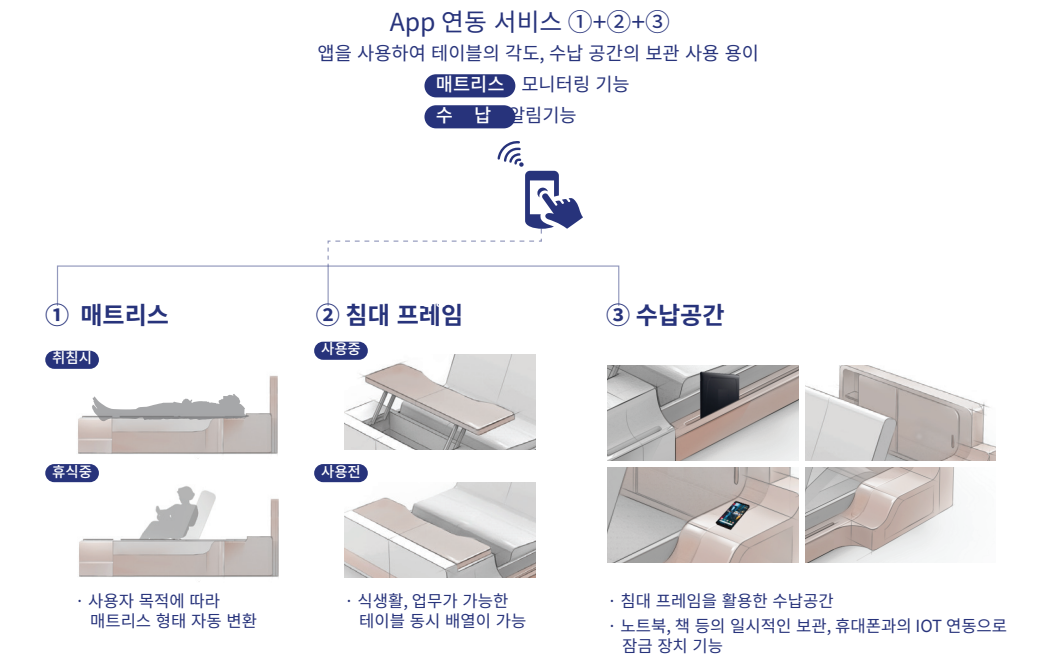 App 연동 서비스 ①+②+③
앱을 사용하여 테이블의 각도, 수납 공간의 보관 사용 용이
매트리스 모니터링 기능
수 납 알림기능
① 매트리스
② 침대 프레임
③ 수납공간
취침시
휴식중
· 사용자 목적에 따라
매트리스 형태 자동 변환
사용중
사용전
· 식생활, 업무가 가능한
테이블 동시 배열이 가능
· 침대 프레임을 활용한 수납공간
· 노트북, 책 등의 일시적인 보관, 휴대폰과의 IOT 연동으로
잠금 장치 기능